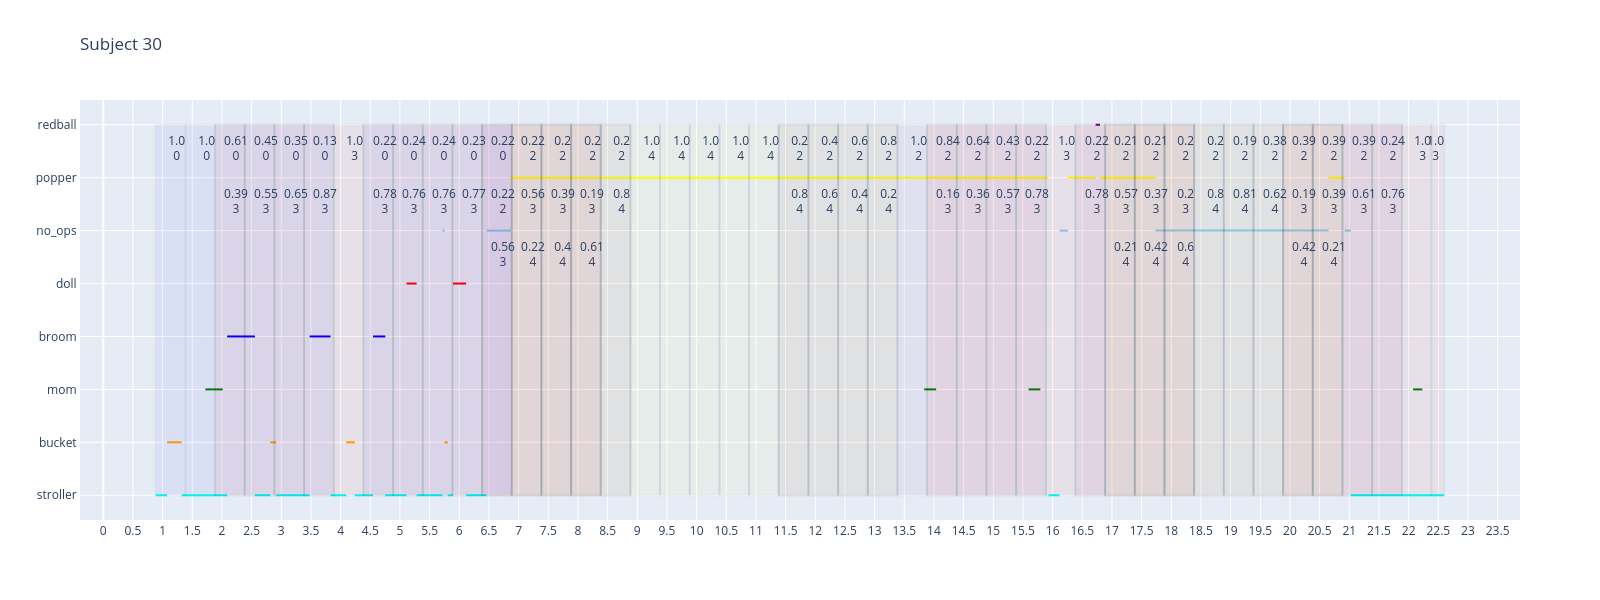 Subject 30
redball
1.0 1.0 0.61 0.45 0.35 0.13 1.0 0.22 0.24 0.24 0.23 0.22 0.22 0.2 0.2 0.2 1.0 1.0 1.0 1.0 1.0 0.2 0.4 0.6 0.8 1.0 0.84 0.64 0.43 0.22 1.0 0.22 0.21 0.21 0.2 0.2 0.19 0.38 0.39 0.39 0.42 0.24 1.0 1.0
0 0 0 0 0 0 3 0 0 0 0 0 2 2 2 2 4 4 4 4 4 2 2 2 2 2 2 2 2 2 3 2 2 2 2 2 2 2 2 2 2 2 3 3
popper
0.39 0.55 0.65 0.87 0.78 0.76 0.76 0.77 0.22 0.56 0.39 0.19 0.8 0.8 0.6 0.4 0.2 0.16 0.36 0.57 0.78 0.78 0.57 0.37 0.2 0.8 0.81 0.62 0.19 0.39 0.61 0.76
3 3 3 3 3 3 3 3 2 3 3 3 4 4 4 4 4 3 3 3 3 3 3 3 3 4 4 4 3 3 3 3
no_ops
0.56 0.22 0.4 0.61 0.21 0.42 0.6 0.42 0.21
3 4 4 4 4 4 4 4 4
doll
broom
mom
bucket
stroller
0 0.5 1 1.5 2 2.5 3 3.5 4 4.5 5 5.5 6 6.5 7 7.5 8 8.5 9 9.5 10 10.5 11 11.5 12 12.5 13 13.5 14 14.5 15 15.5 16 16.5 17 17.5 18 18.5 19 19.5 20 20.5 21 21.5 22 22.5 23 23.5